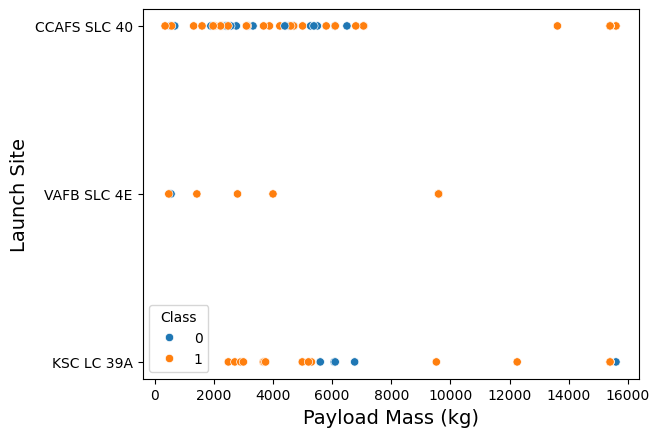 CCAFS SLC 40
VAFB SLC 4E
KSC LC 39A
Launch Site
Class
0
1
0 2000 4000 6000 8000 10000 12000 14000 16000
Payload Mass (kg)